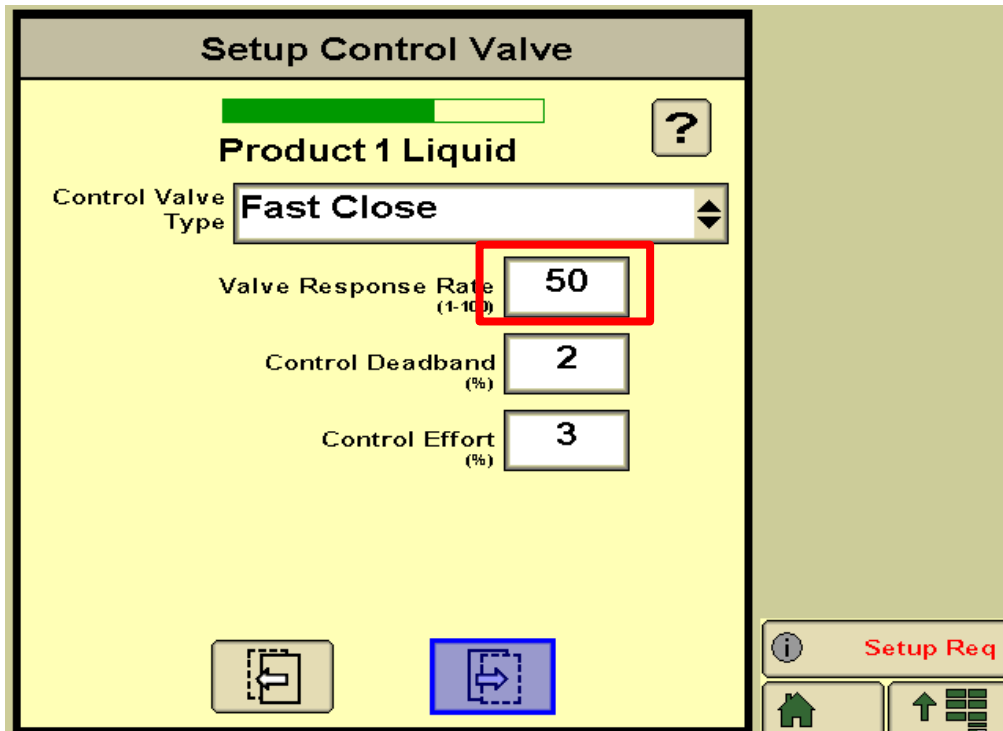 Setup Control Valve
?
Product 1 Liquid
Control Valve Type
Fast Close
Valve Response Rate
50
(1-100)
Control Deadband
2
(%)
Control Effort
3
(%)
i
Setup Req